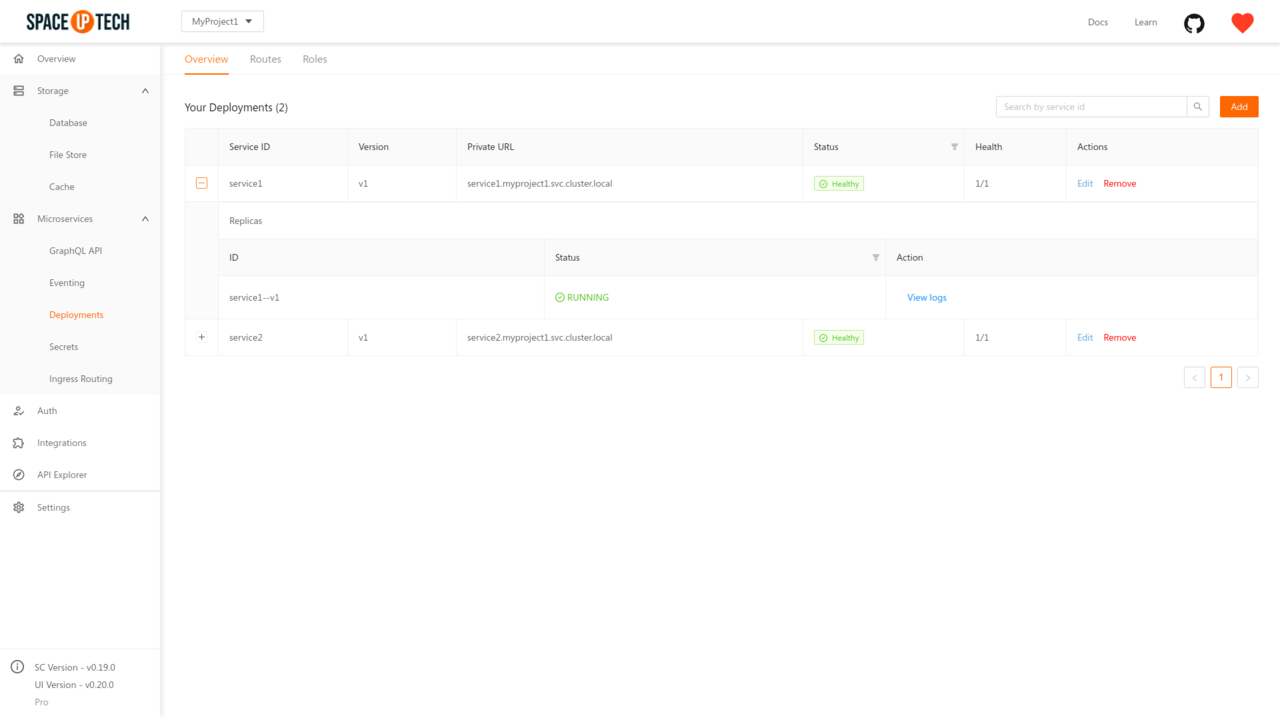 SPACE UP TECH
MyProject1
Docs
Learn
Overview
Storage
Database
File Store
Cache
Microservices
GraphQL API
Eventing
Deployments
Secrets
Ingress Routing
Auth
Integrations
API Explorer
Settings
SC Version - v0.19.0
UI Version - v0.20.0
Pro
Overview Routes Roles
Your Deployments (2)
Search by service id
Add
Service ID Version Private URL Status Health Actions
service1 v1 service1.myproject1.svc.cluster.local Healthy 1/1 Edit Remove
Replicas
ID Status Action
service1--v1 RUNNING View logs
service2 v1 service2.myproject1.svc.cluster.local Healthy 1/1 Edit Remove
< 1 >